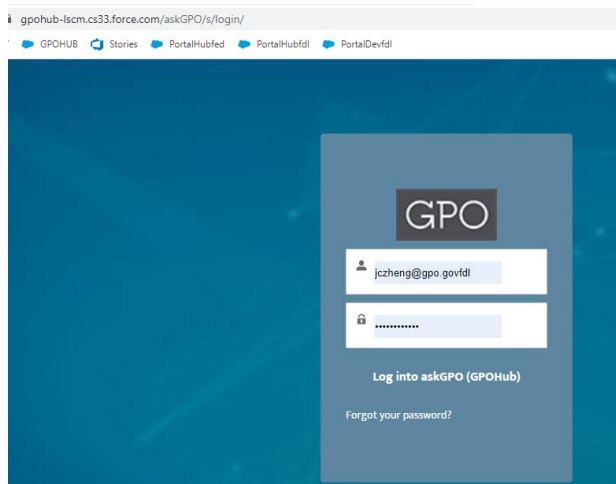 gpohub-lscm.cs33.force.com/askGPO/s/login/
GPOHUB Stories PortalHubfed PortalHubfdl PortalDevfdl
GPO
jczheng@gpo.govfdl
••••••••••••
Log into askGPO (GPOHub)
Forgot your password?